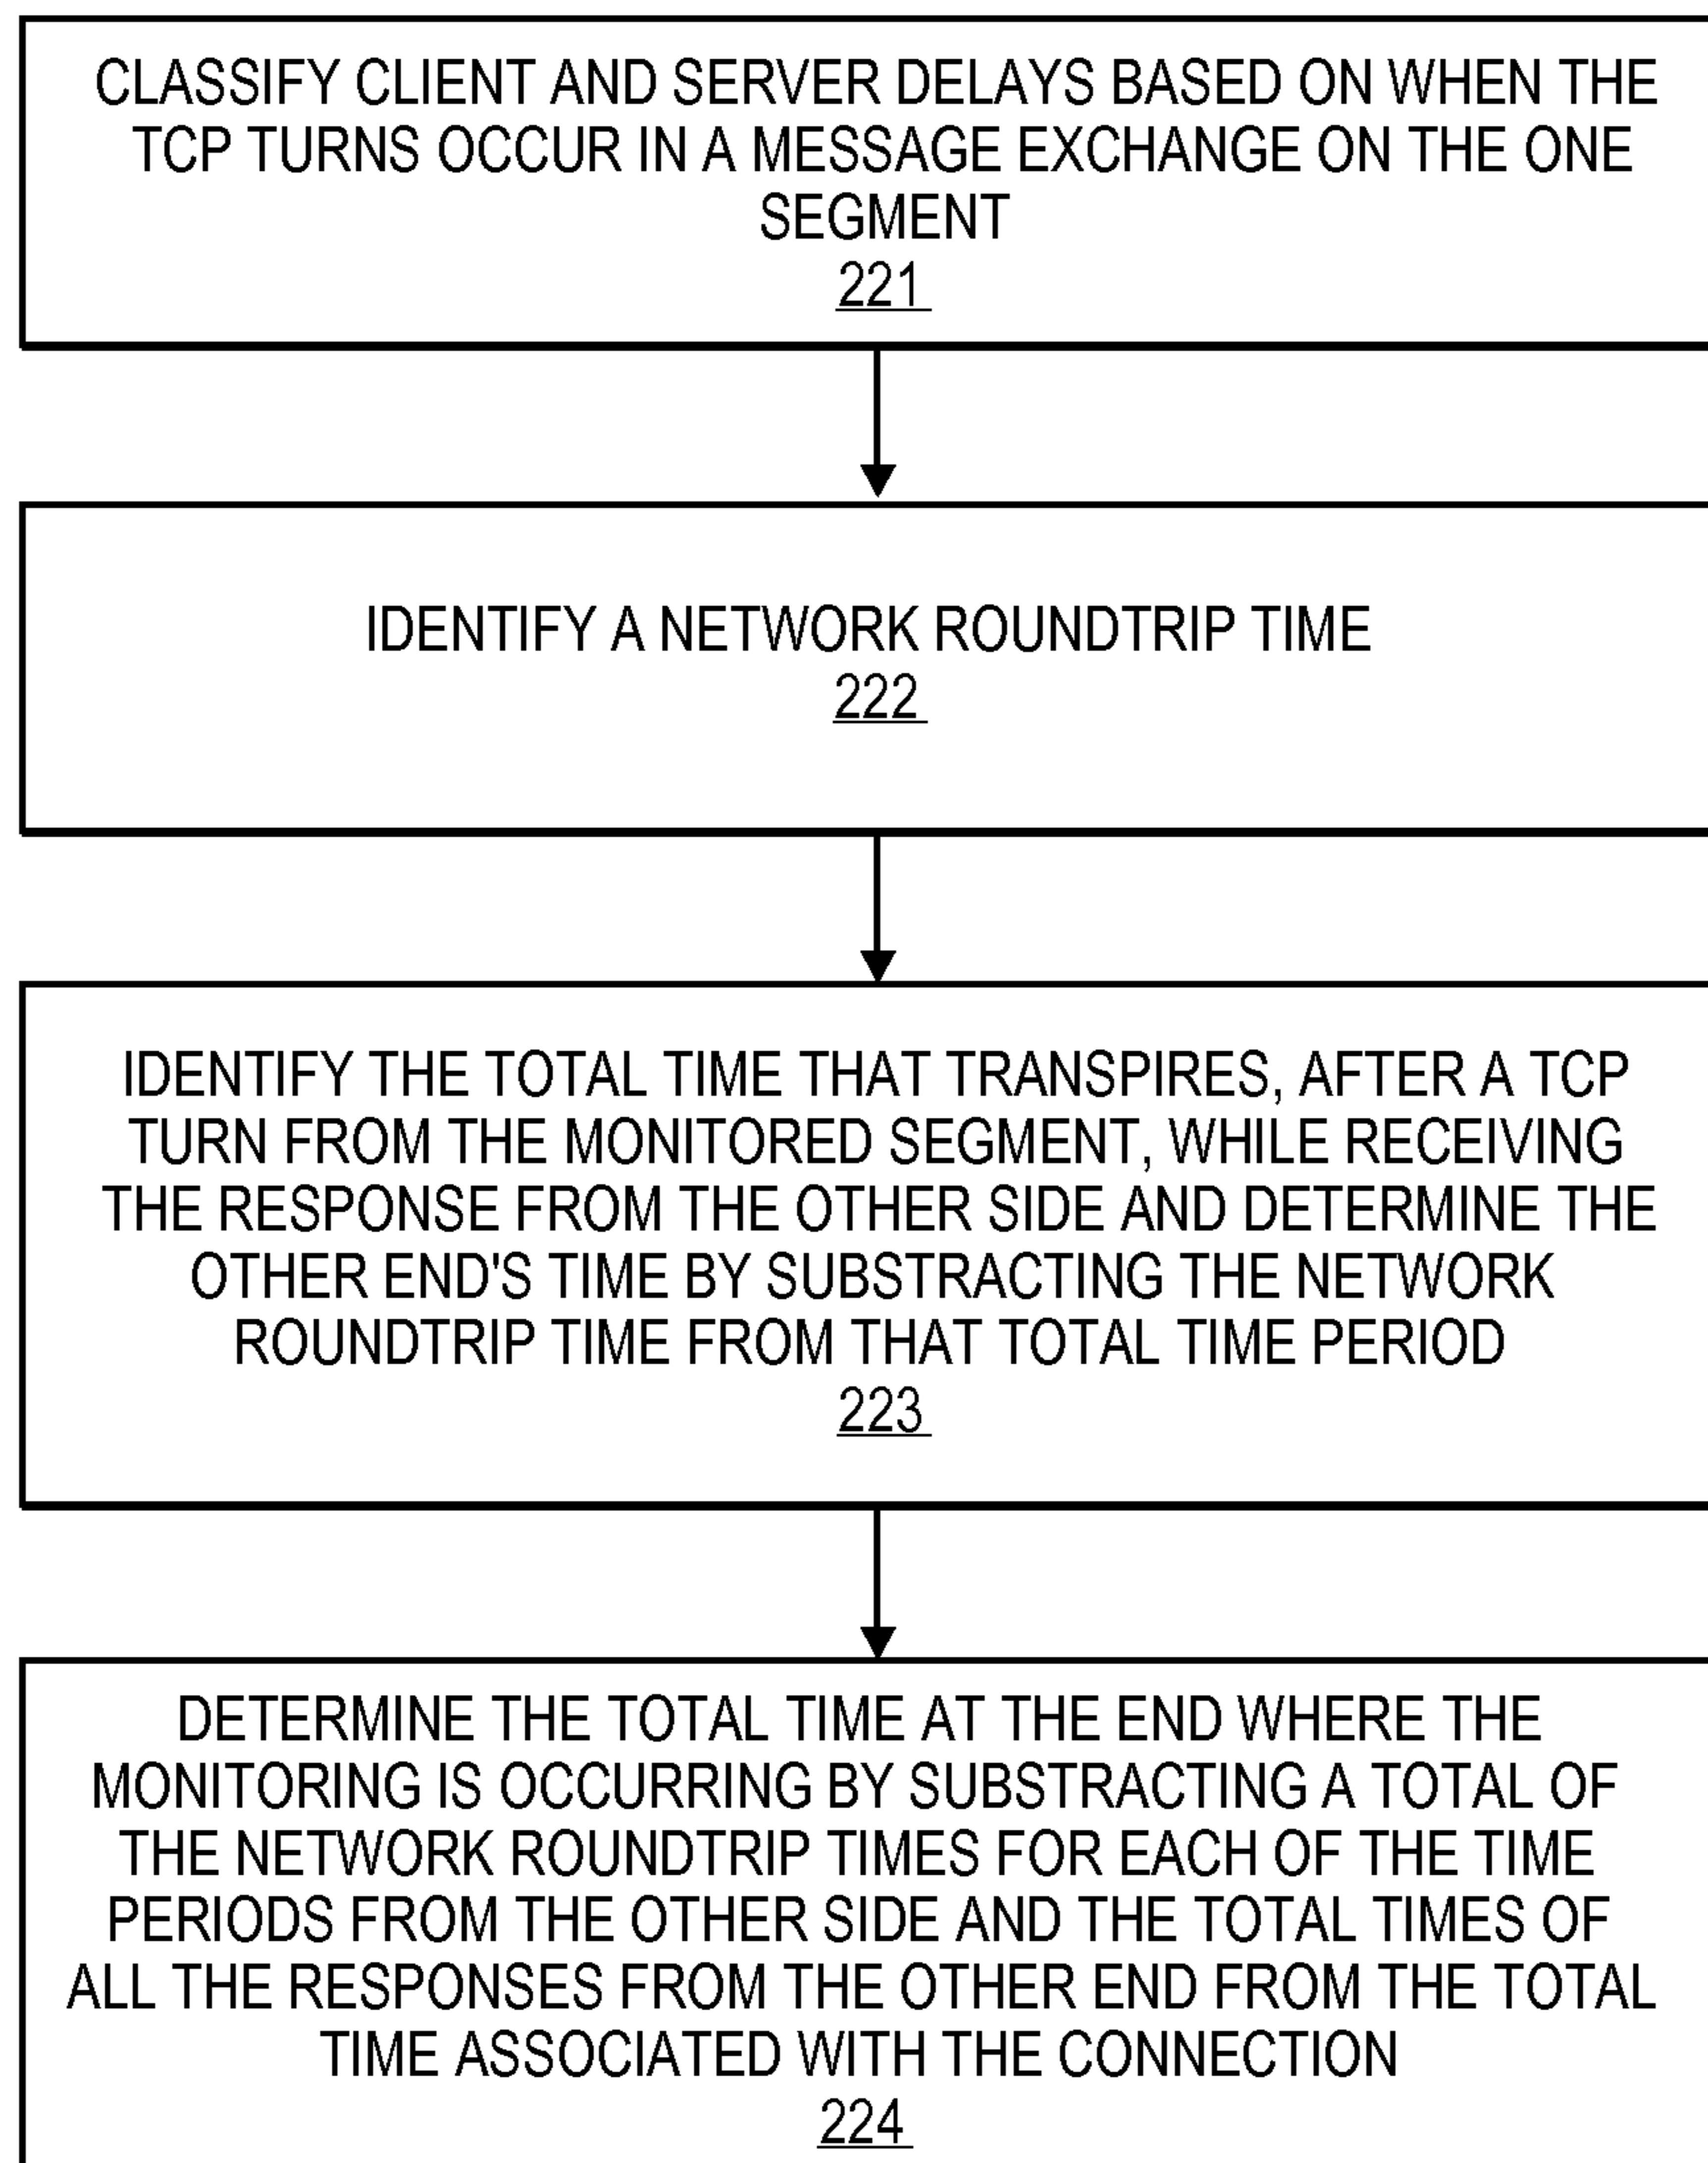 CLASSIFY CLIENT AND SERVER DELAYS BASED ON WHEN THE
TCP TURNS OCCUR IN A MESSAGE EXCHANGE ON THE ONE
SEGMENT
221
IDENTIFY A NETWORK ROUNDTRIP TIME
222
IDENTIFY THE TOTAL TIME THAT TRANSPIRES, AFTER A TCP
TURN FROM THE MONITORED SEGMENT, WHILE RECEIVING
THE RESPONSE FROM THE OTHER SIDE AND DETERMINE THE
OTHER END'S TIME BY SUBSTRACTING THE NETWORK
ROUNDTRIP TIME FROM THAT TOTAL TIME PERIOD
223
DETERMINE THE TOTAL TIME AT THE END WHERE THE
MONITORING IS OCCURRING BY SUBSTRACTING A TOTAL OF
THE NETWORK ROUNDTRIP TIMES FOR EACH OF THE TIME
PERIODS FROM THE OTHER SIDE AND THE TOTAL TIMES OF
ALL THE RESPONSES FROM THE OTHER END FROM THE TOTAL
TIME ASSOCIATED WITH THE CONNECTION
224